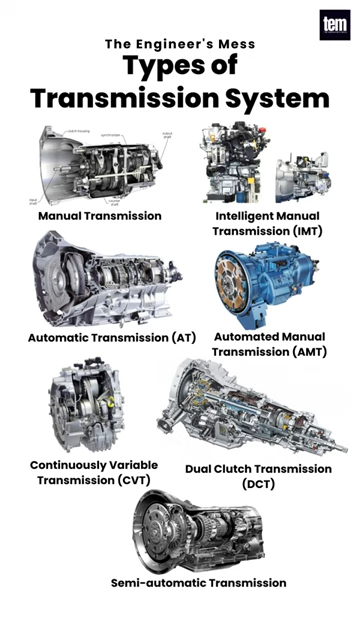 tem
The Engineer's Mess
Types of
Transmission System
Manual Transmission
Intelligent Manual
Transmission (IMT)
Automatic Transmission (AT)
Automated Manual
Transmission (AMT)
Continuously Variable
Transmission (CVT)
Dual Clutch Transmission
(DCT)
Semi-automatic Transmission